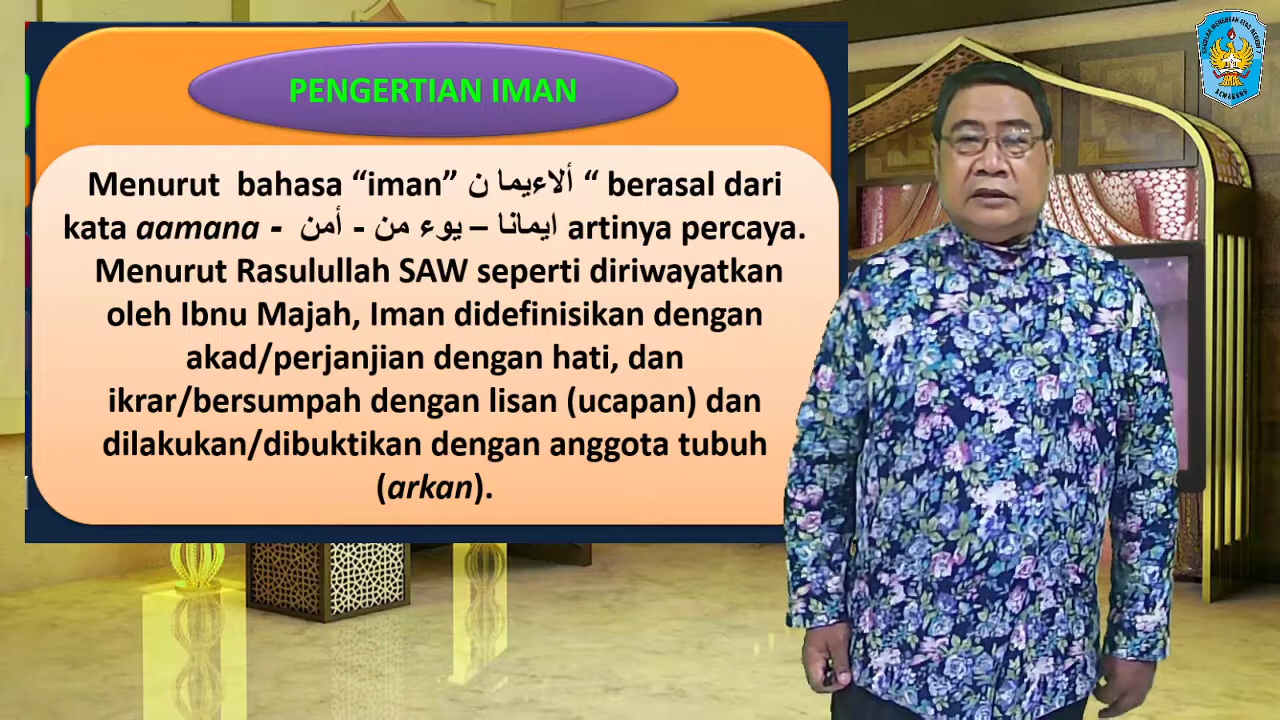 PENGERTIAN IMAN
Menurut bahasa “iman” ألاءيما ن “ berasal dari
kata aamana - أمن - يوء من – ايمانا artinya percaya.
Menurut Rasulullah SAW seperti diriwayatkan
oleh Ibnu Majah, Iman didefinisikan dengan
akad/perjanjian dengan hati, dan
ikrar/bersumpah dengan lisan (ucapan) dan
dilakukan/dibuktikan dengan anggota tubuh
(arkan).
SEMARANG